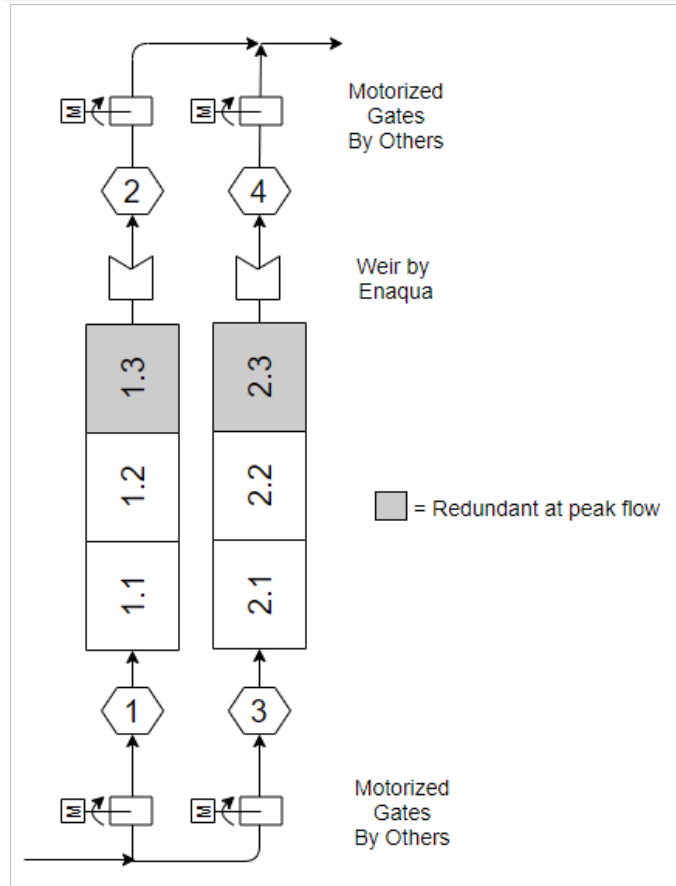 M
M
Motorized
Gates
By Others
2
4
Weir by
Enaqua
1.3
2.3
1.2
2.2
= Redundant at peak flow
1.1
2.1
1
3
M
M
Motorized
Gates
By Others